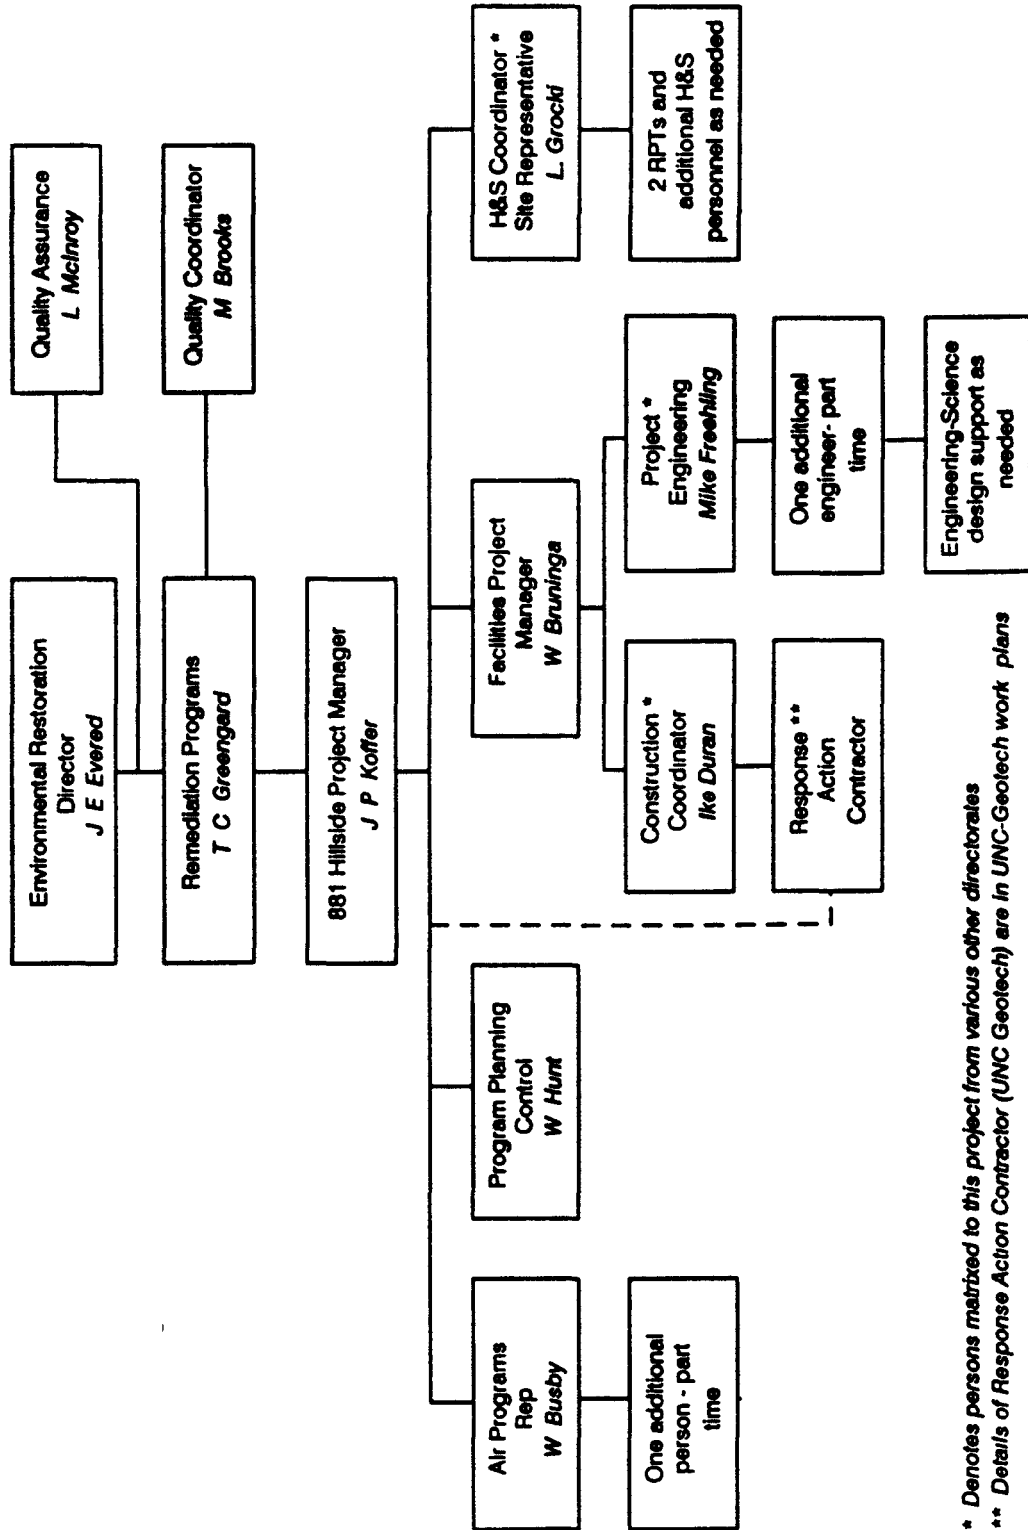 Environmental Restoration
Director
J E Evered
Quality Assurance
L McInroy
Remediation Programs
T C Greengard
Quality Coordinator
M Brooks
881 Hillside Project Manager
J P Koffer
Air Programs
Rep
W Busby
Program Planning
Control
W Hunt
Facilities Project
Manager
W Bruninga
H&S Coordinator *
Site Representative
L. Grocki
One additional
person - part
time
Construction *
Coordinator
Ike Duran
Project *
Engineering
Mike Freehling
2 RPTs and
additional H&S
personnel as needed
Response **
Action
Contractor
One additional
engineer- part
time
Engineering-Science
design support as
needed
* Denotes persons matrixed to this project from various other directorates
** Details of Response Action Contractor (UNC Geotech) are in UNC-Geotech work plans